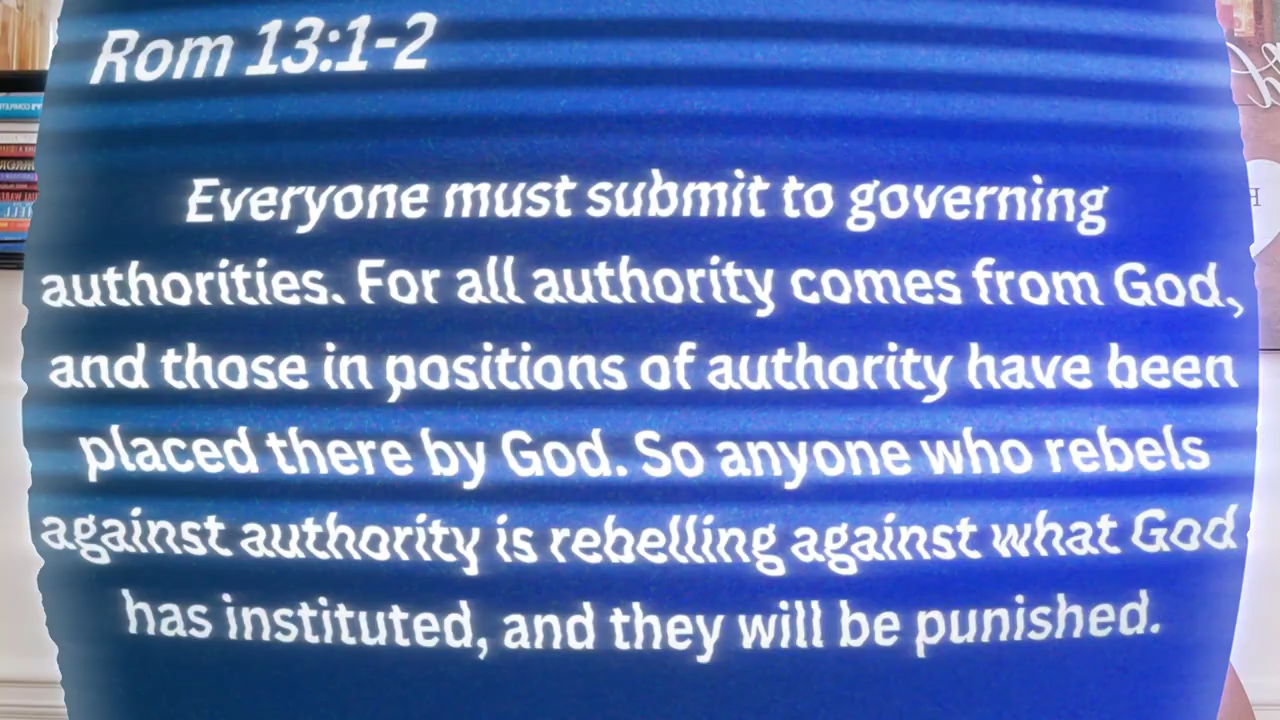 Rom 13:1-2
Everyone must submit to governing
authorities. For all authority comes from God,
and those in positions of authority have been
placed there by God. So anyone who rebels
against authority is rebelling against what God
has instituted, and they will be punished.